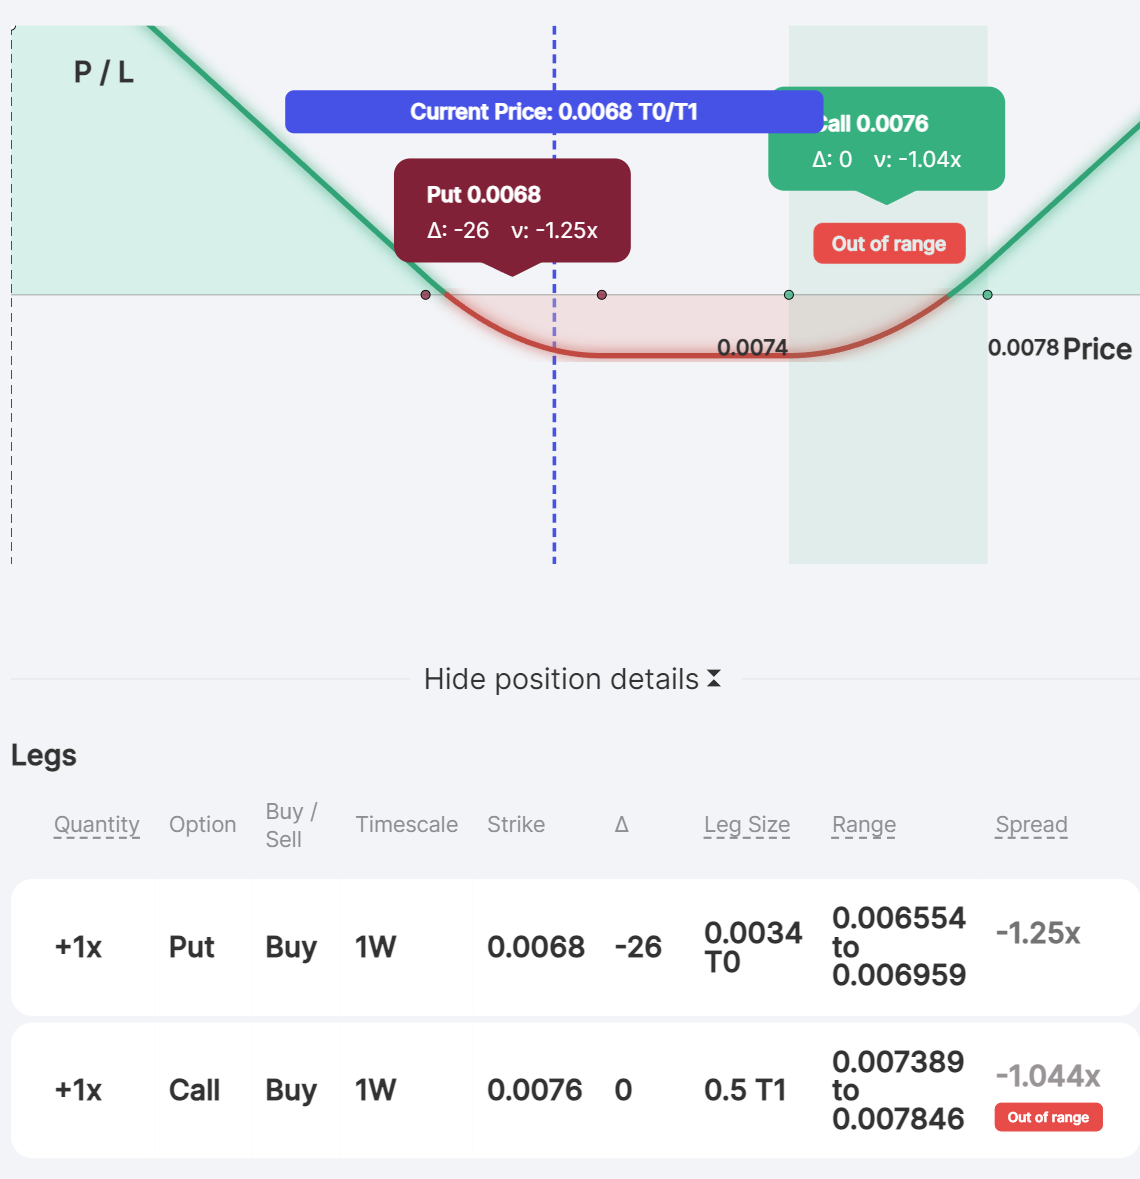 P / L
Current Price: 0.0068 T0/T1
Call 0.0076
Δ: 0 ν: -1.04x
Put 0.0068
Δ: -26 ν: -1.25x
Out of range
0.0074
0.0078
Price
Hide position details
Legs
Quantity
Option
Buy /
Sell
Timescale
Strike
Δ
Leg Size
Range
Spread
+1x
Put
Buy
1W
0.0068
-26
0.0034
T0
0.006554
to
0.006959
-1.25x
+1x
Call
Buy
1W
0.0076
0
0.5 T1
0.007389
to
0.007846
-1.044x
Out of range